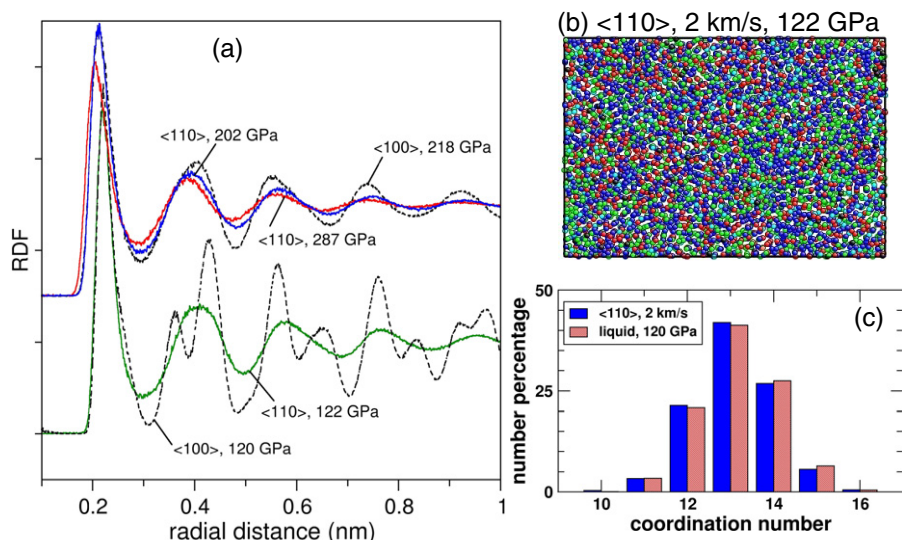 (a)
<110>, 202 GPa
<100>, 218 GPa
<110>, 287 GPa
<110>, 122 GPa
<100>, 120 GPa
RDF
0.2 0.4 0.6 0.8 1
radial distance (nm)
(b) <110>, 2 km/s, 122 GPa
(c)
<110>, 2 km/s
liquid, 120 GPa
number percentage
50
25
0
10 12 14 16
coordination number